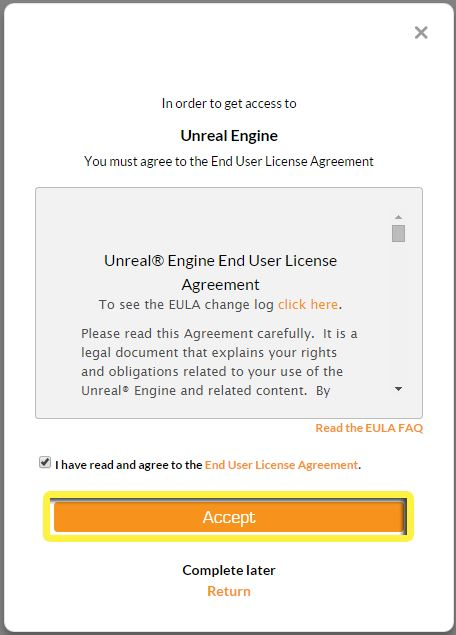 In order to get access to
Unreal Engine
You must agree to the End User License Agreement
Unreal® Engine End User License
Agreement
To see the EULA change log click here.
Please read this Agreement carefully.  It is a
legal document that explains your rights
and obligations related to your use of the
Unreal® Engine and related content.  By
Read the EULA FAQ
I have read and agree to the End User License Agreement.
Accept
Complete later
Return